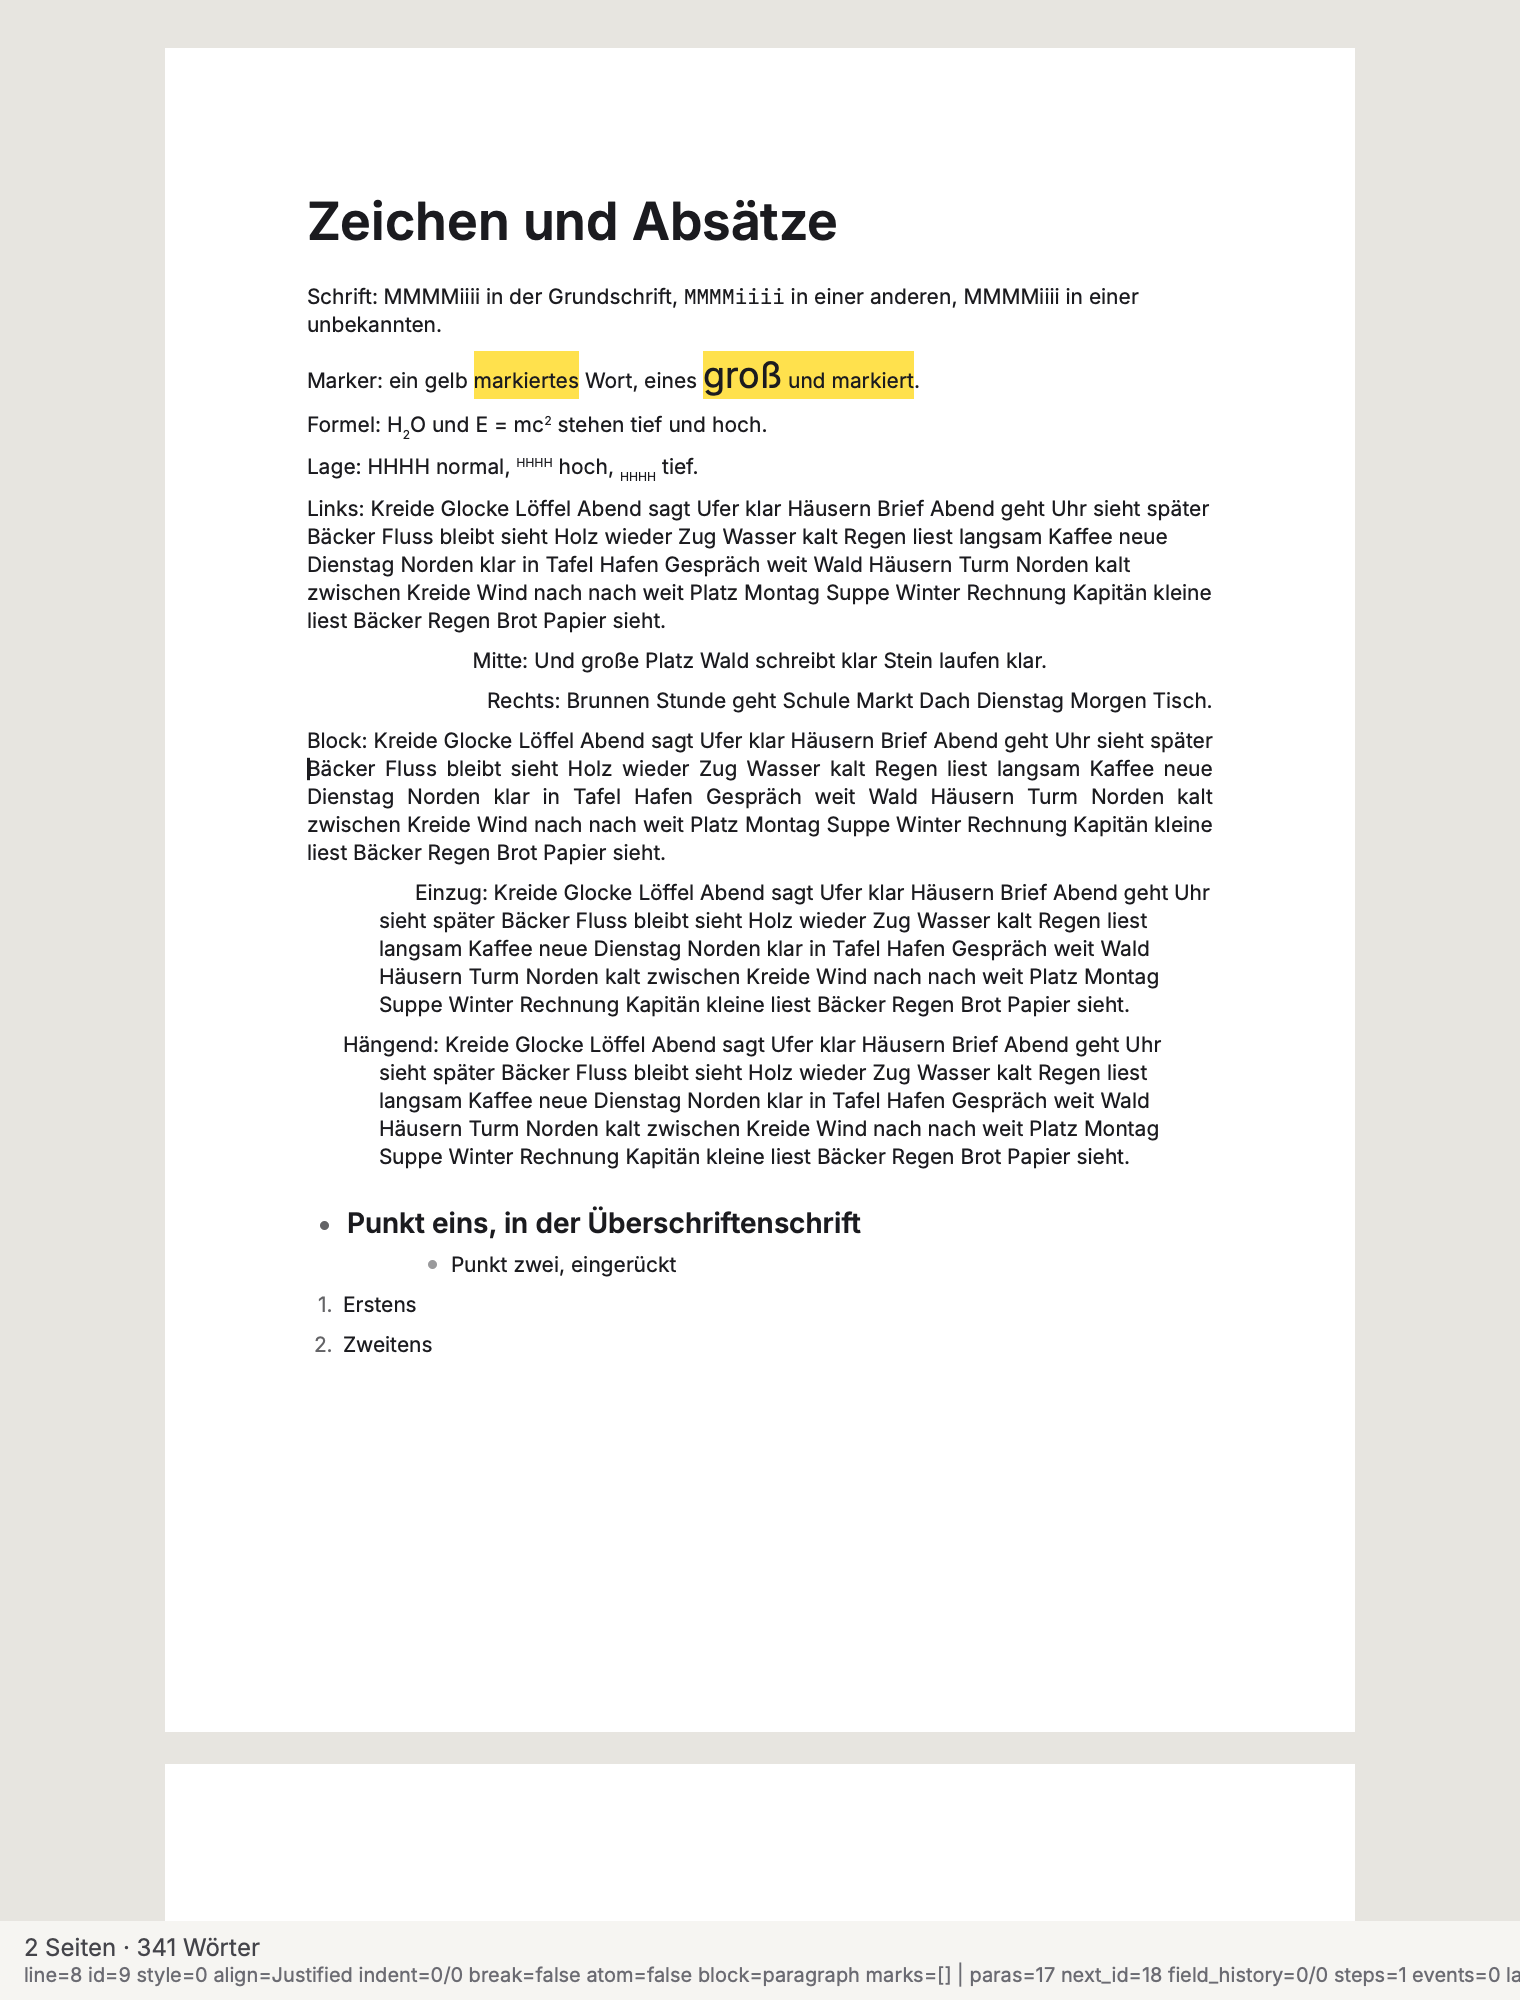 Zeichen und Absätze
Schrift: MMMMiiii in der Grundschrift, MMMMiiii in einer anderen, MMMMiiii in einer
unbekannten.
Marker: ein gelb markiertes Wort, eines groß und markiert.
Formel: H₂O und E = mc² stehen tief und hoch.
Lage: HHHH normal, HHHH hoch, HHHH tief.
Links: Kreide Glocke Löffel Abend sagt Ufer klar Häusern Brief Abend geht Uhr sieht später
Bäcker Fluss bleibt sieht Holz wieder Zug Wasser kalt Regen liest langsam Kaffee neue
Dienstag Norden klar in Tafel Hafen Gespräch weit Wald Häusern Turm Norden kalt
zwischen Kreide Wind nach nach weit Platz Montag Suppe Winter Rechnung Kapitän kleine
liest Bäcker Regen Brot Papier sieht.
Mitte: Und große Platz Wald schreibt klar Stein laufen klar.
Rechts: Brunnen Stunde geht Schule Markt Dach Dienstag Morgen Tisch.
Block: Kreide Glocke Löffel Abend sagt Ufer klar Häusern Brief Abend geht Uhr sieht später
Bäcker Fluss bleibt sieht Holz wieder Zug Wasser kalt Regen liest langsam Kaffee neue
Dienstag Norden klar in Tafel Hafen Gespräch weit Wald Häusern Turm Norden kalt
zwischen Kreide Wind nach nach weit Platz Montag Suppe Winter Rechnung Kapitän kleine
liest Bäcker Regen Brot Papier sieht.
Einzug: Kreide Glocke Löffel Abend sagt Ufer klar Häusern Brief Abend geht Uhr
sieht später Bäcker Fluss bleibt sieht Holz wieder Zug Wasser kalt Regen liest
langsam Kaffee neue Dienstag Norden klar in Tafel Hafen Gespräch weit Wald
Häusern Turm Norden kalt zwischen Kreide Wind nach nach weit Platz Montag
Suppe Winter Rechnung Kapitän kleine liest Bäcker Regen Brot Papier sieht.
Hängend: Kreide Glocke Löffel Abend sagt Ufer klar Häusern Brief Abend geht Uhr
sieht später Bäcker Fluss bleibt sieht Holz wieder Zug Wasser kalt Regen liest
langsam Kaffee neue Dienstag Norden klar in Tafel Hafen Gespräch weit Wald
Häusern Turm Norden kalt zwischen Kreide Wind nach nach weit Platz Montag
Suppe Winter Rechnung Kapitän kleine liest Bäcker Regen Brot Papier sieht.
• Punkt eins, in der Überschriftenschrift
• Punkt zwei, eingerückt
1. Erstens
2. Zweitens
2 Seiten · 341 Wörter
line=8 id=9 style=0 align=Justified indent=0/0 break=false atom=false block=paragraph marks=[] | paras=17 next_id=18 field_history=0/0 steps=1 events=0 la